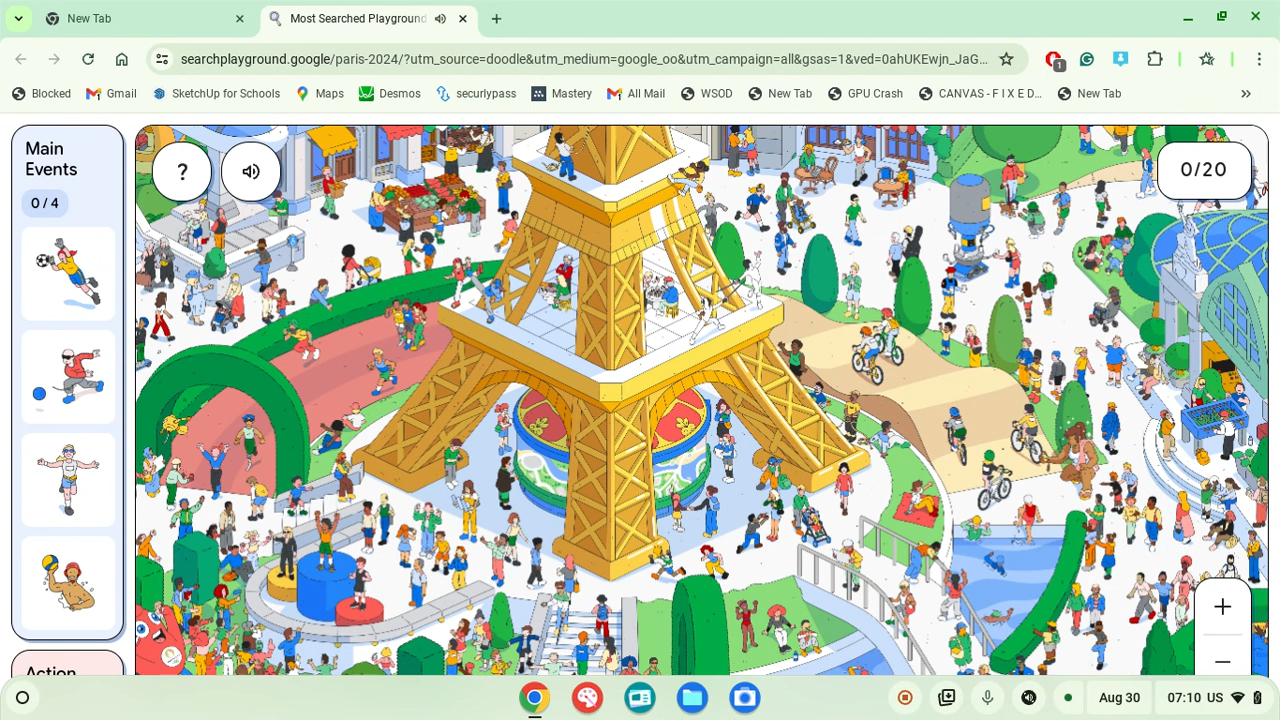 New Tab
Most Searched Playground
searchplayground.google/paris-2024/?utm_source=doodle&utm_medium=google_oo&utm_campaign=all&gsas=1&ved=0ahUKEwjn_JaG...
1
Blocked
Gmail
SketchUp for Schools
Maps
Desmos
securlypass
Mastery
All Mail
WSOD
New Tab
GPU Crash
CANVAS - F I X E D...
New Tab
Main
Events
0 / 4
?
0/20
+
−
Action
Aug 30
07:10 US